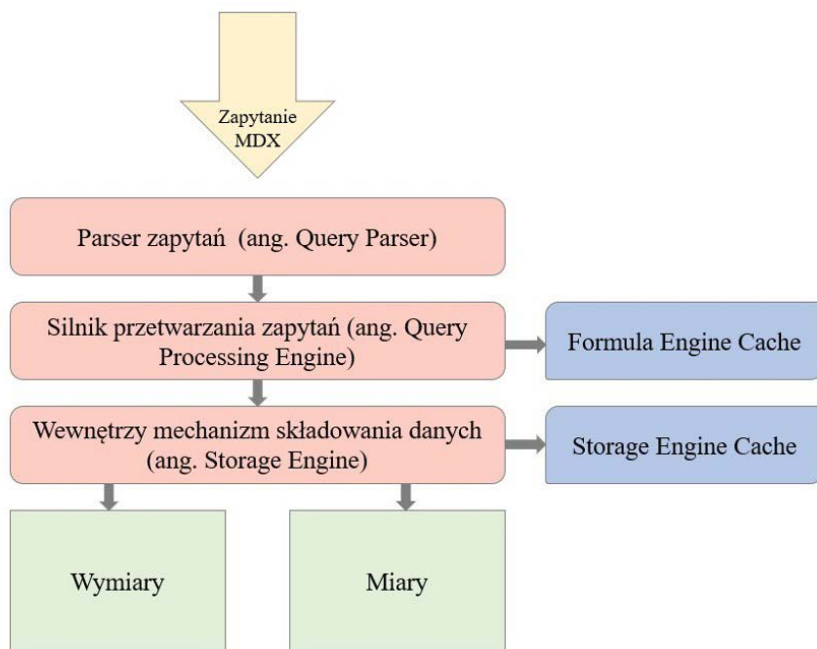 Zapytanie
MDX
Parser zapytań (ang. Query Parser)
Silnik przetwarzania zapytań (ang. Query
Processing Engine)
Formula Engine Cache
Wewnętrzy mechanizm składowania danych
(ang. Storage Engine)
Storage Engine Cache
Wymiary
Miary